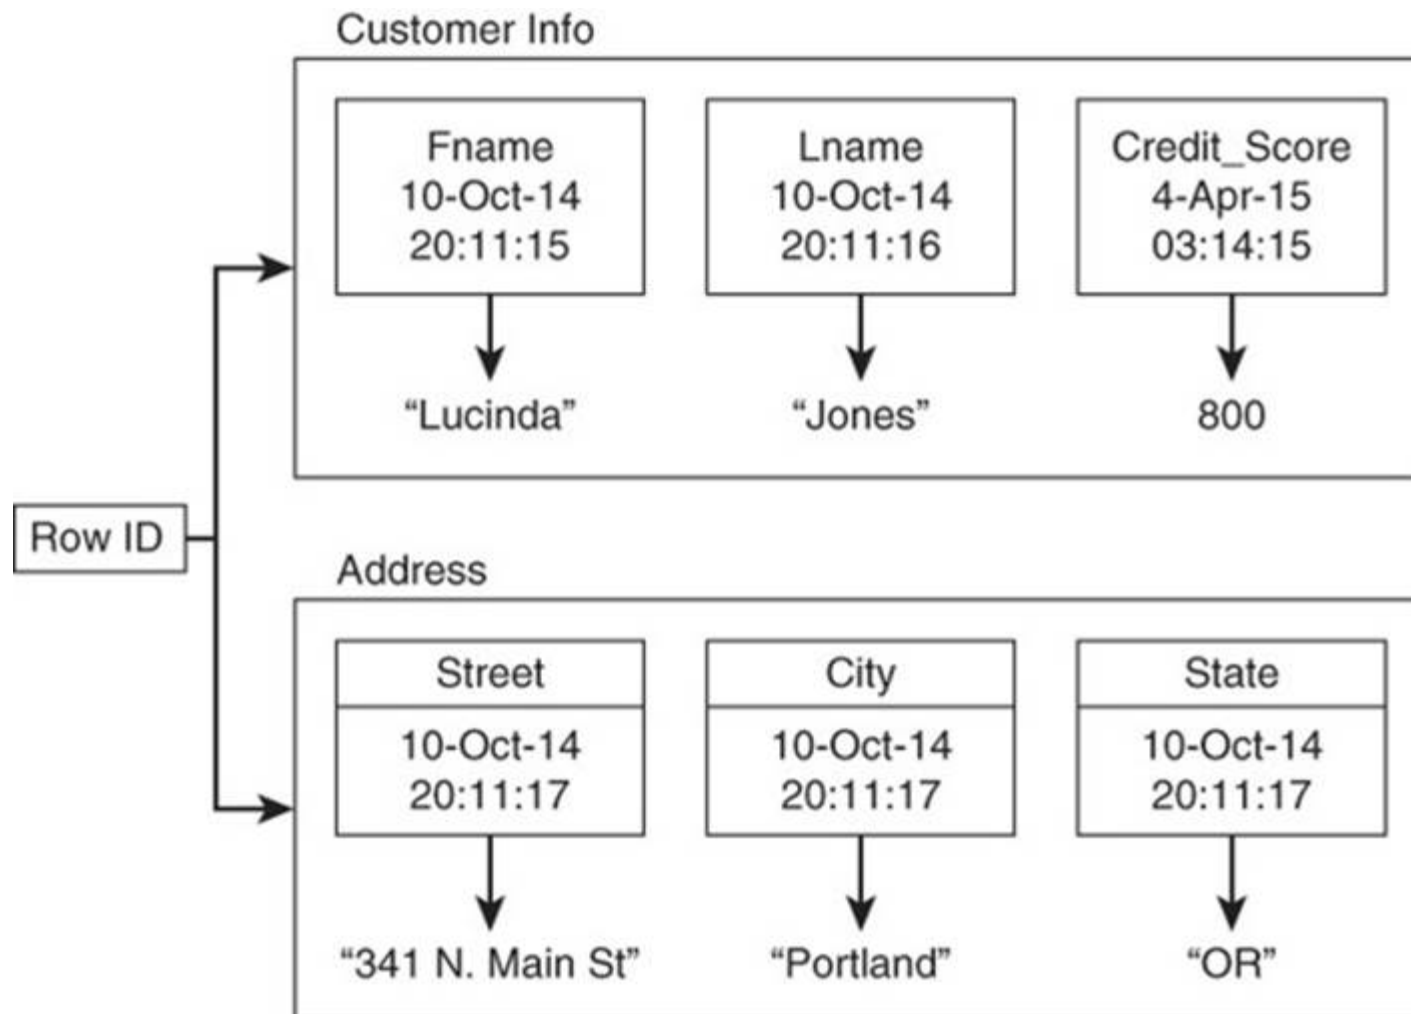 Customer Info
Fname
10-Oct-14
20:11:15
Lname
10-Oct-14
20:11:16
Credit_Score
4-Apr-15
03:14:15
“Lucinda”
“Jones”
800
Row ID
Address
Street
10-Oct-14
20:11:17
City
10-Oct-14
20:11:17
State
10-Oct-14
20:11:17
“341 N. Main St”
“Portland”
“OR”